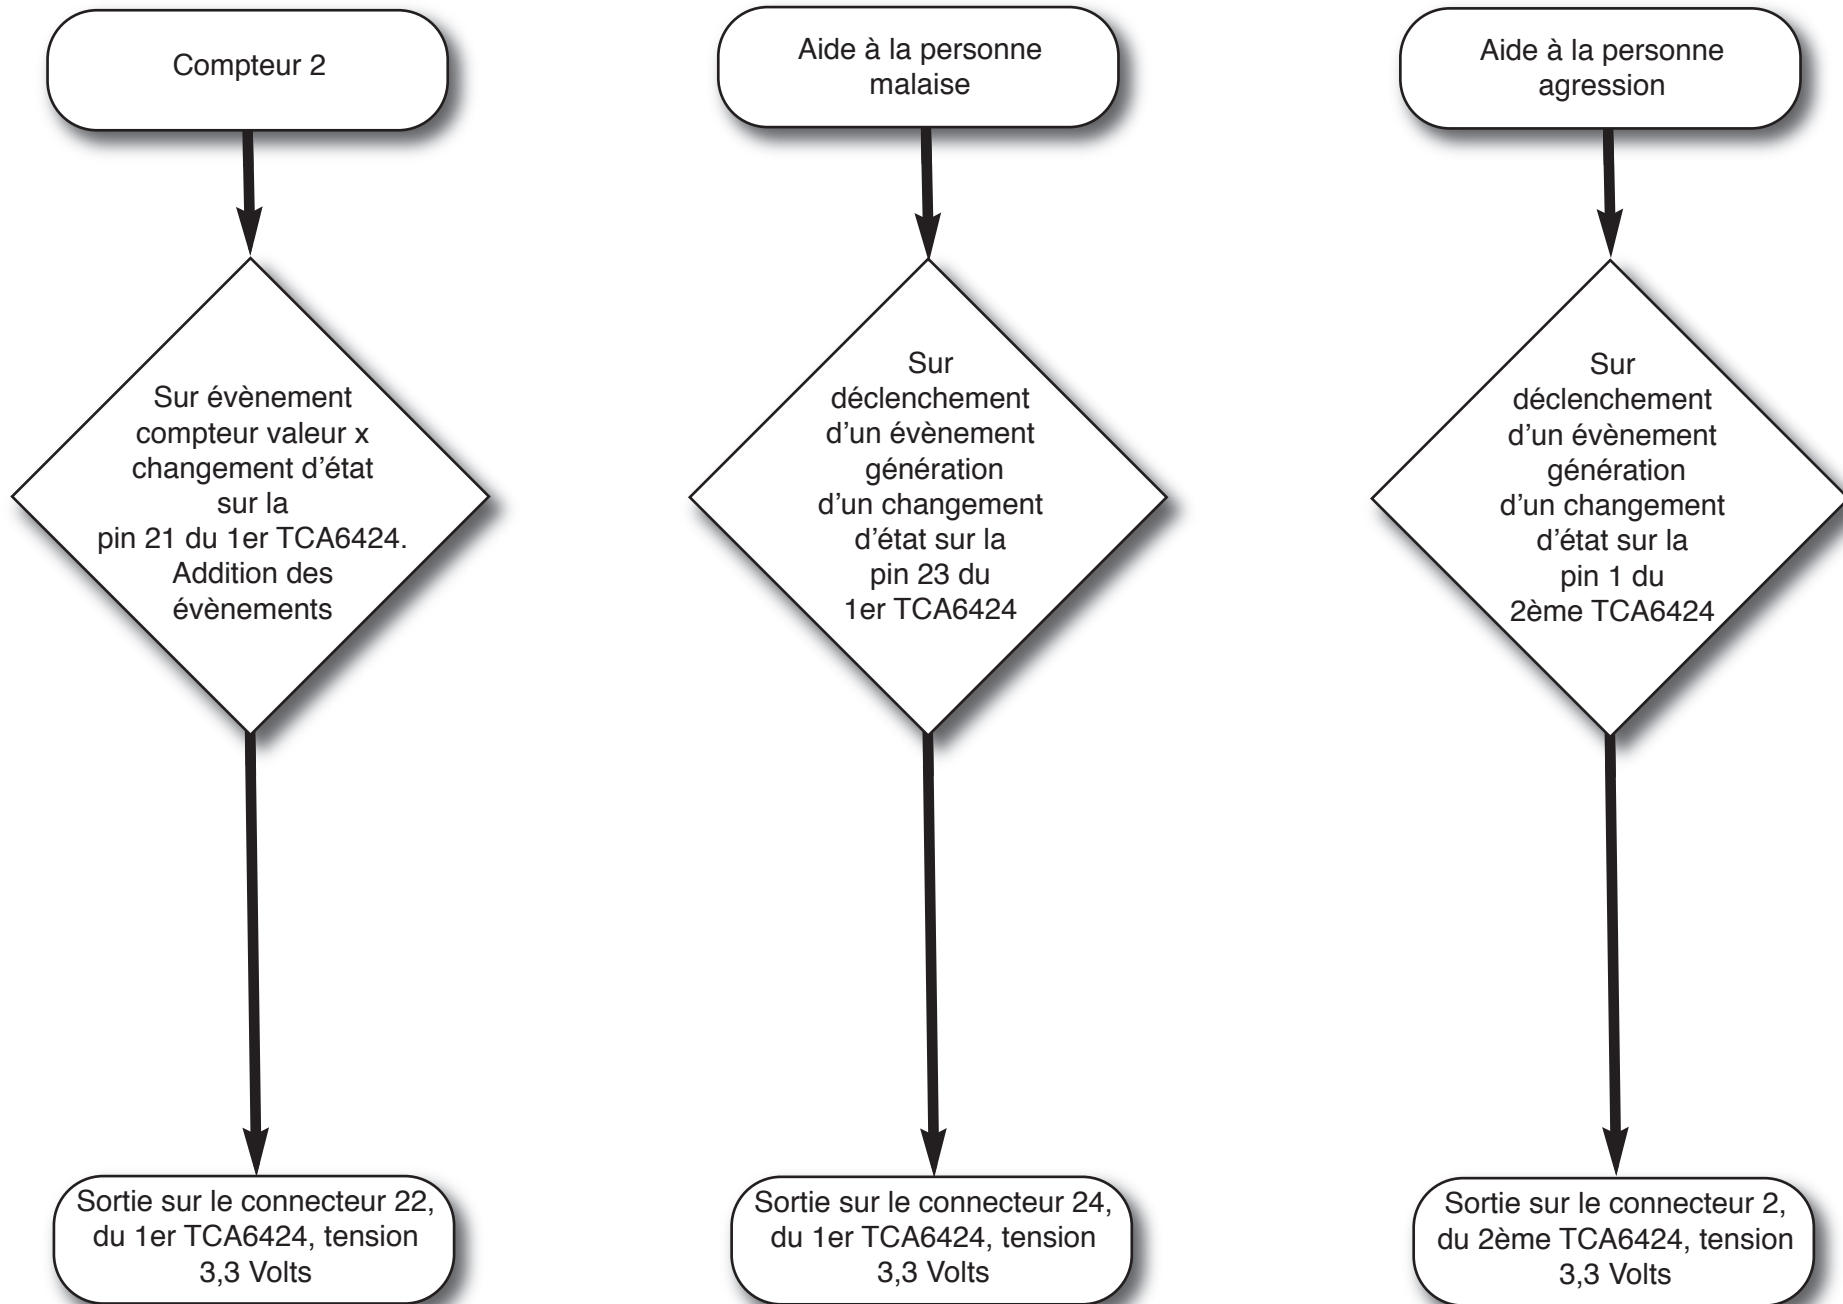 Compteur 2
Sur évènement
compteur valeur x
changement d'état
sur la
pin 21 du 1er TCA6424.
Addition des
évènements
Sortie sur le connecteur 22,
du 1er TCA6424, tension
3,3 Volts
Aide à la personne
malaise
Sur
déclenchement
d’un évènement
génération
d’un changement
d’état sur la
pin 23 du
1er TCA6424
Sortie sur le connecteur 24,
du 1er TCA6424, tension
3,3 Volts
Aide à la personne
agression
Sur
déclenchement
d’un évènement
génération
d’un changement
d’état sur la
pin 1 du
2ème TCA6424
Sortie sur le connecteur 2,
du 2ème TCA6424, tension
3,3 Volts